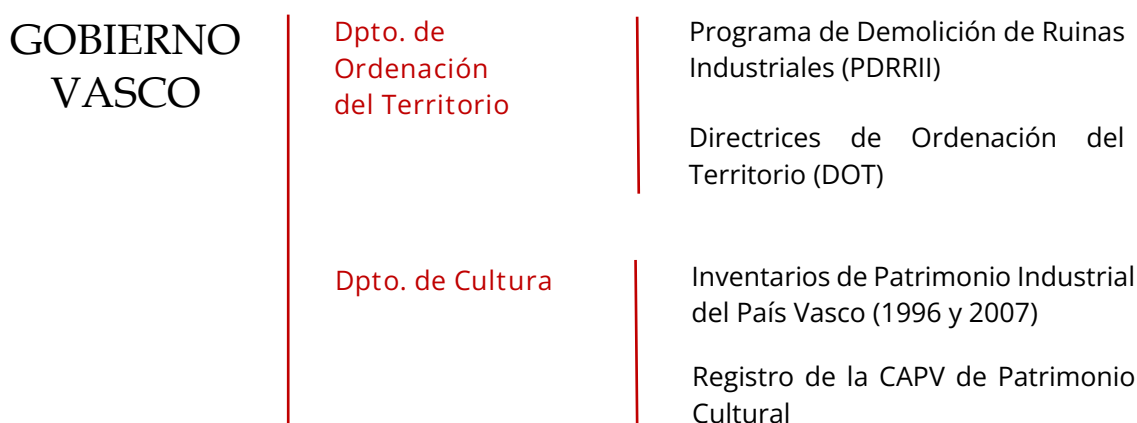 GOBIERNO
VASCO
Dpto. de
Ordenación
del Territorio
Programa de Demolición de Ruinas
Industriales (PDRRII)
Directrices de Ordenación del
Territorio (DOT)
Dpto. de Cultura
Inventarios de Patrimonio Industrial
del País Vasco (1996 y 2007)
Registro de la CAPV de Patrimonio
Cultural